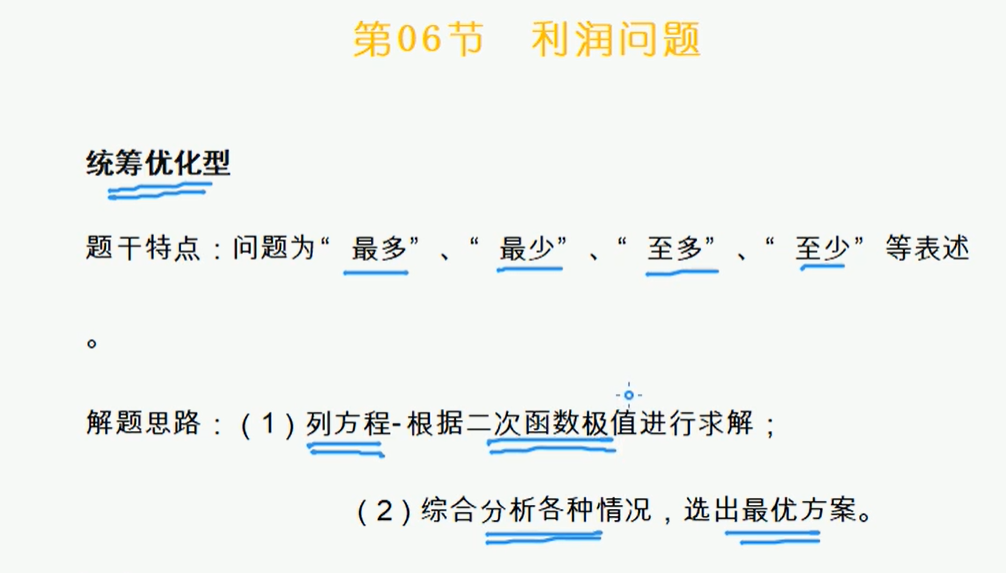 第06节 利润问题
统筹优化型
题干特点：问题为“ 最多”、“ 最少”、“ 至多”、“ 至少” 等表述
。
解题思路：（1）列方程-根据二次函数极值进行求解；
（2）综合分析各种情况，选出最优方案。